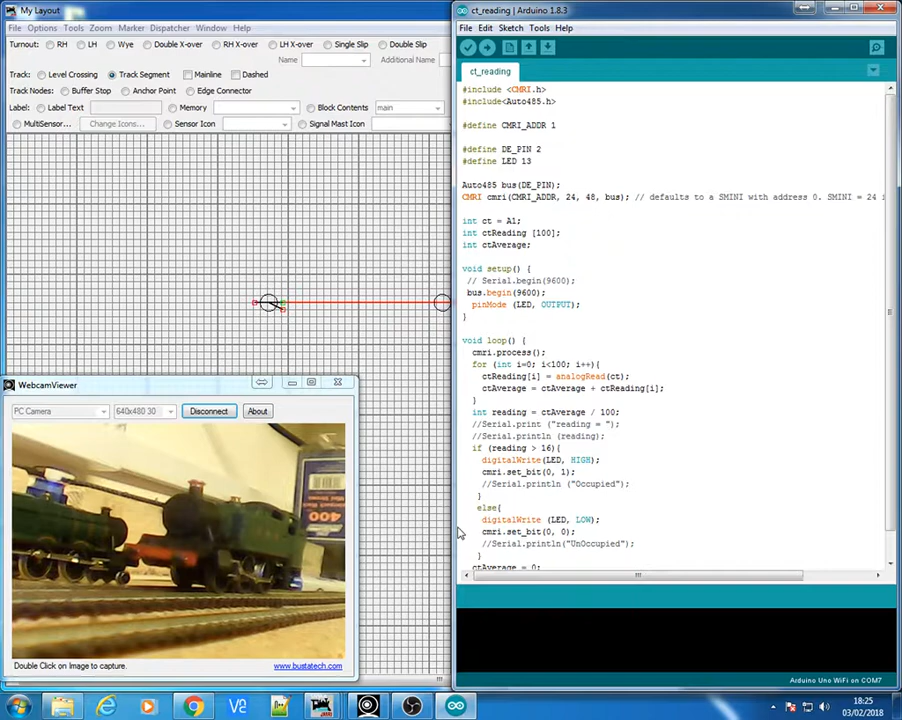 My Layout
File Options Tools Zoom Marker Dispatcher Window Help
Turnout: RH LH Wye Double X-over RH X-over LH X-over Single Slip Double Slip
Name Additional Name
Track: Level Crossing Track Segment Mainline Dashed
Track Nodes: Buffer Stop Anchor Point Edge Connector
Label: Label Text Memory Block Contents main
MultiSensor... Change Icons... Sensor Icon Signal Mast Icon
WebcamViewer
PC Camera 640x480 30 Disconnect About
400
Double Click on Image to capture. www.bustatech.com
ct_reading | Arduino 1.8.3
File Edit Sketch Tools Help
ct_reading
#include <CMRI.h>
#include<Auto485.h>
#define CMRI_ADDR 1
#define DE_PIN 2
#define LED 13
Auto485 bus(DE_PIN);
CMRI cmri(CMRI_ADDR, 24, 48, bus); // defaults to a SMINI with address 0. SMINI = 24 i
int ct = A1;
int ctReading [100];
int ctAverage;
void setup() {
// Serial.begin(9600);
bus.begin(9600);
pinMode (LED, OUTPUT);
}
void loop() {
cmri.process();
for (int i=0; i<100; i++){
ctReading[i] = analogRead(ct);
ctAverage = ctAverage + ctReading[i];
}
int reading = ctAverage / 100;
//Serial.print ("reading = ");
//Serial.println (reading);
if (reading > 16){
digitalWrite(LED, HIGH);
cmri.set_bit(0, 1);
//Serial.println ("Occupied");
}
else{
digitalWrite (LED, LOW);
cmri.set_bit(0, 0);
//Serial.println("UnOccupied");
}
ctAverage = 0;
Arduino Uno WiFi on COM7
18:25
03/02/2018